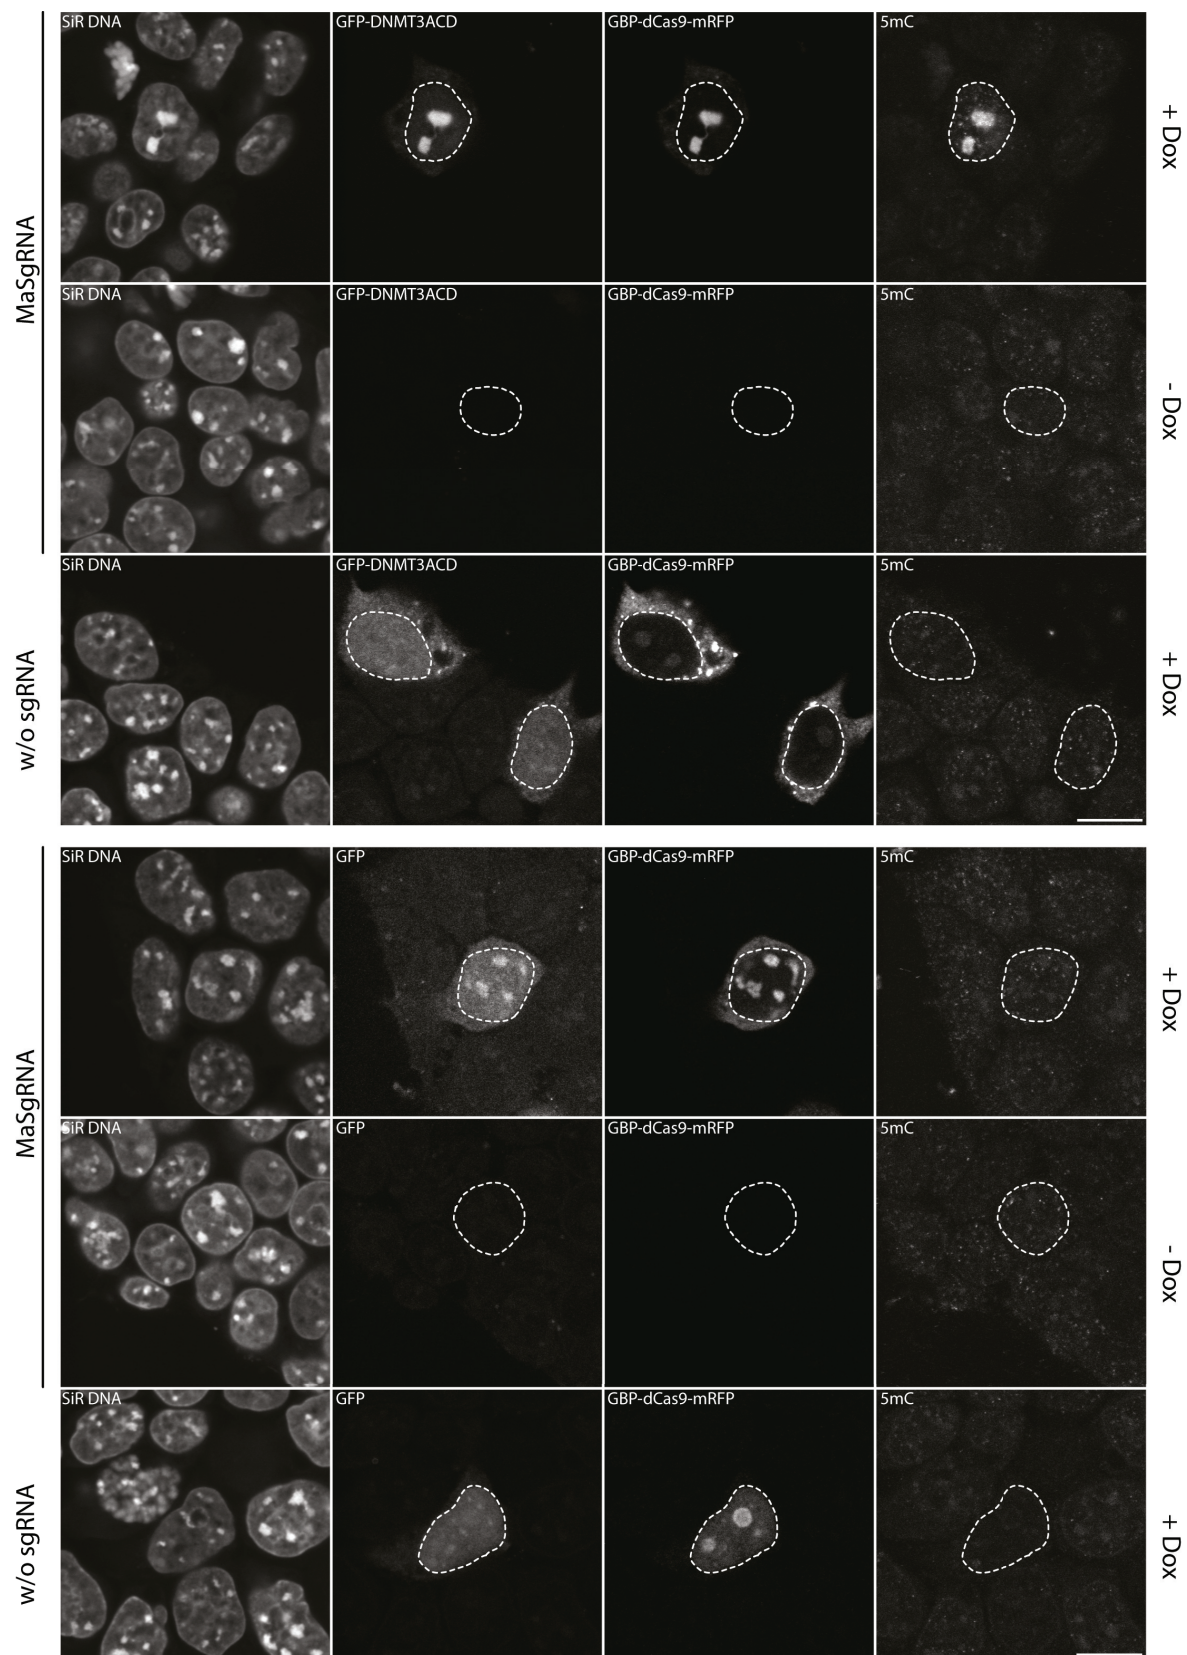 SiR DNA GFP-DNMT3ACD GBP-dCas9-mRFP 5mC
+ Dox
MaSgRNA
SiR DNA GFP-DNMT3ACD GBP-dCas9-mRFP 5mC
- Dox
SiR DNA GFP-DNMT3ACD GBP-dCas9-mRFP 5mC
w/o sgRNA
+ Dox
SiR DNA GFP GBP-dCas9-mRFP 5mC
+ Dox
MaSgRNA
SiR DNA GFP GBP-dCas9-mRFP 5mC
- Dox
SiR DNA GFP GBP-dCas9-mRFP 5mC
w/o sgRNA
+ Dox